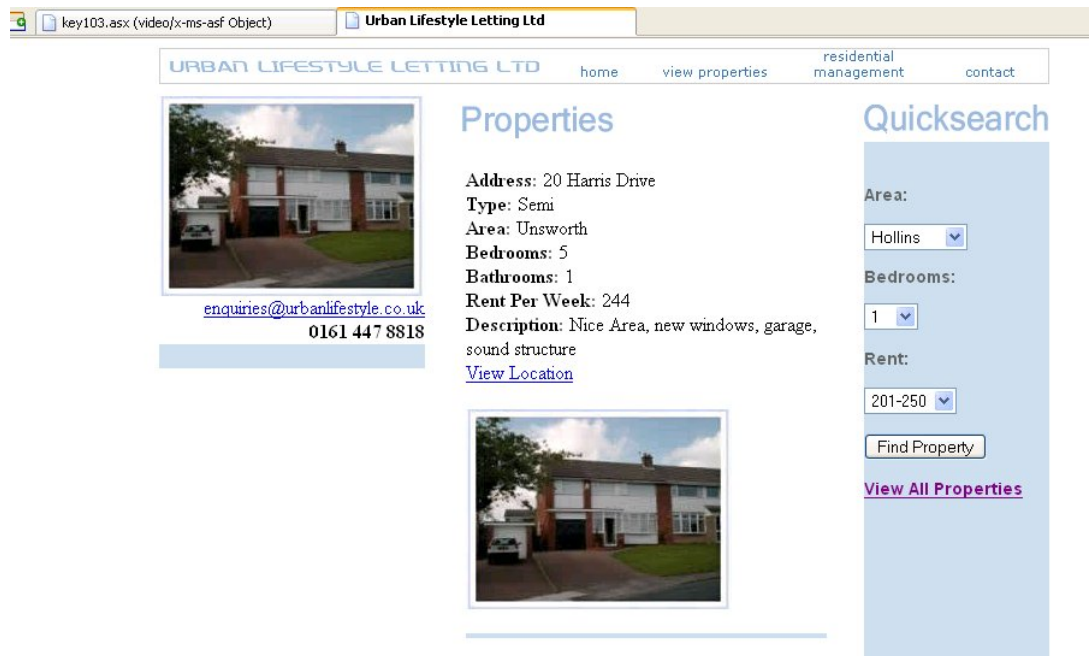 key103.asx (video/x-ms-asf Object)
Urban Lifestyle Letting Ltd
URBAN LIFESTYLE LETTING LTD
home
view properties
residential
management
contact
Properties
Address: 20 Harris Drive
Type: Semi
Area: Unsworth
Bedrooms: 5
Bathrooms: 1
Rent Per Week: 244
Description: Nice Area, new windows, garage,
sound structure
View Location
enquiries@urbanlifestyle.co.uk
0161 447 8818
Quicksearch
Area:
Hollins
Bedrooms:
1
Rent:
201-250
Find Property
View All Properties